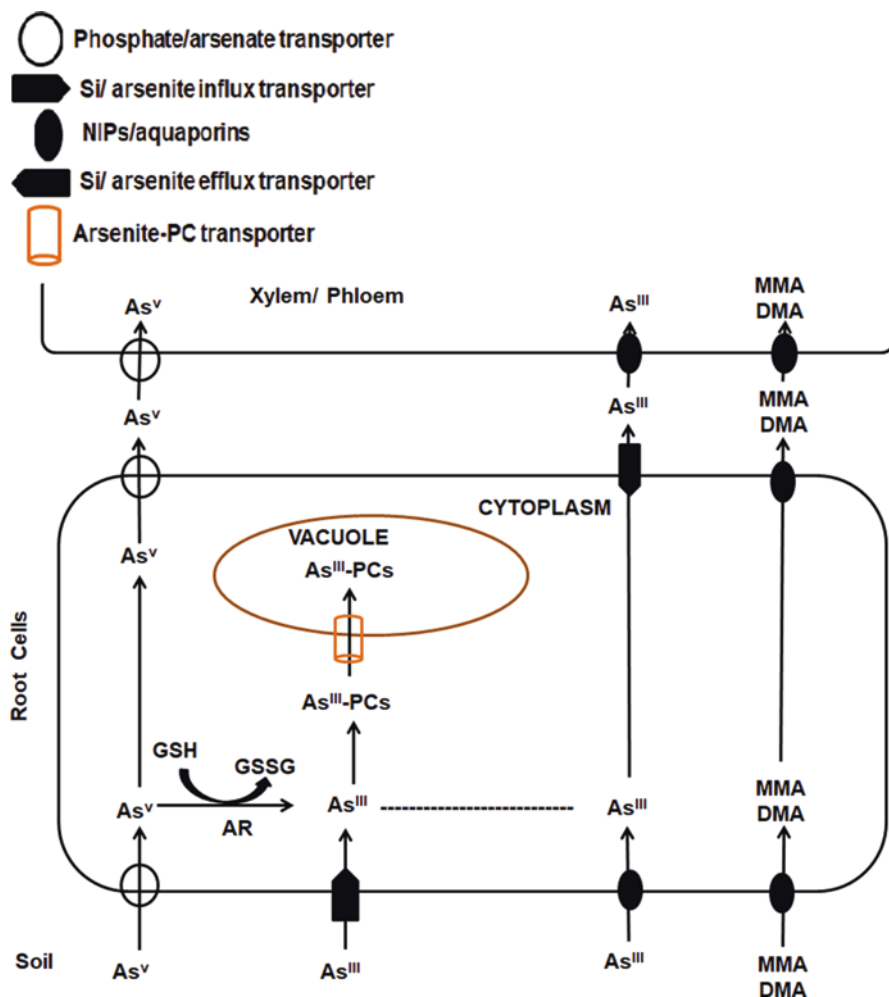 Phosphate/arsenate transporter
Si/ arsenite influx transporter
NIPs/aquaporins
Si/ arsenite efflux transporter
Arsenite-PC transporter
Xylem/ Phloem
Asⱽ
Asᴵᴵᴵ
MMA
DMA
Asⱽ
Asᴵᴵᴵ
MMA
DMA
CYTOPLASM
VACUOLE
Asᴵᴵᴵ-PCs
Asⱽ
Asᴵᴵᴵ-PCs
Root Cells
GSH
GSSG
Asⱽ
AR
Asᴵᴵᴵ
Asᴵᴵᴵ
MMA
DMA
Soil
Asⱽ
Asᴵᴵᴵ
Asᴵᴵᴵ
MMA
DMA